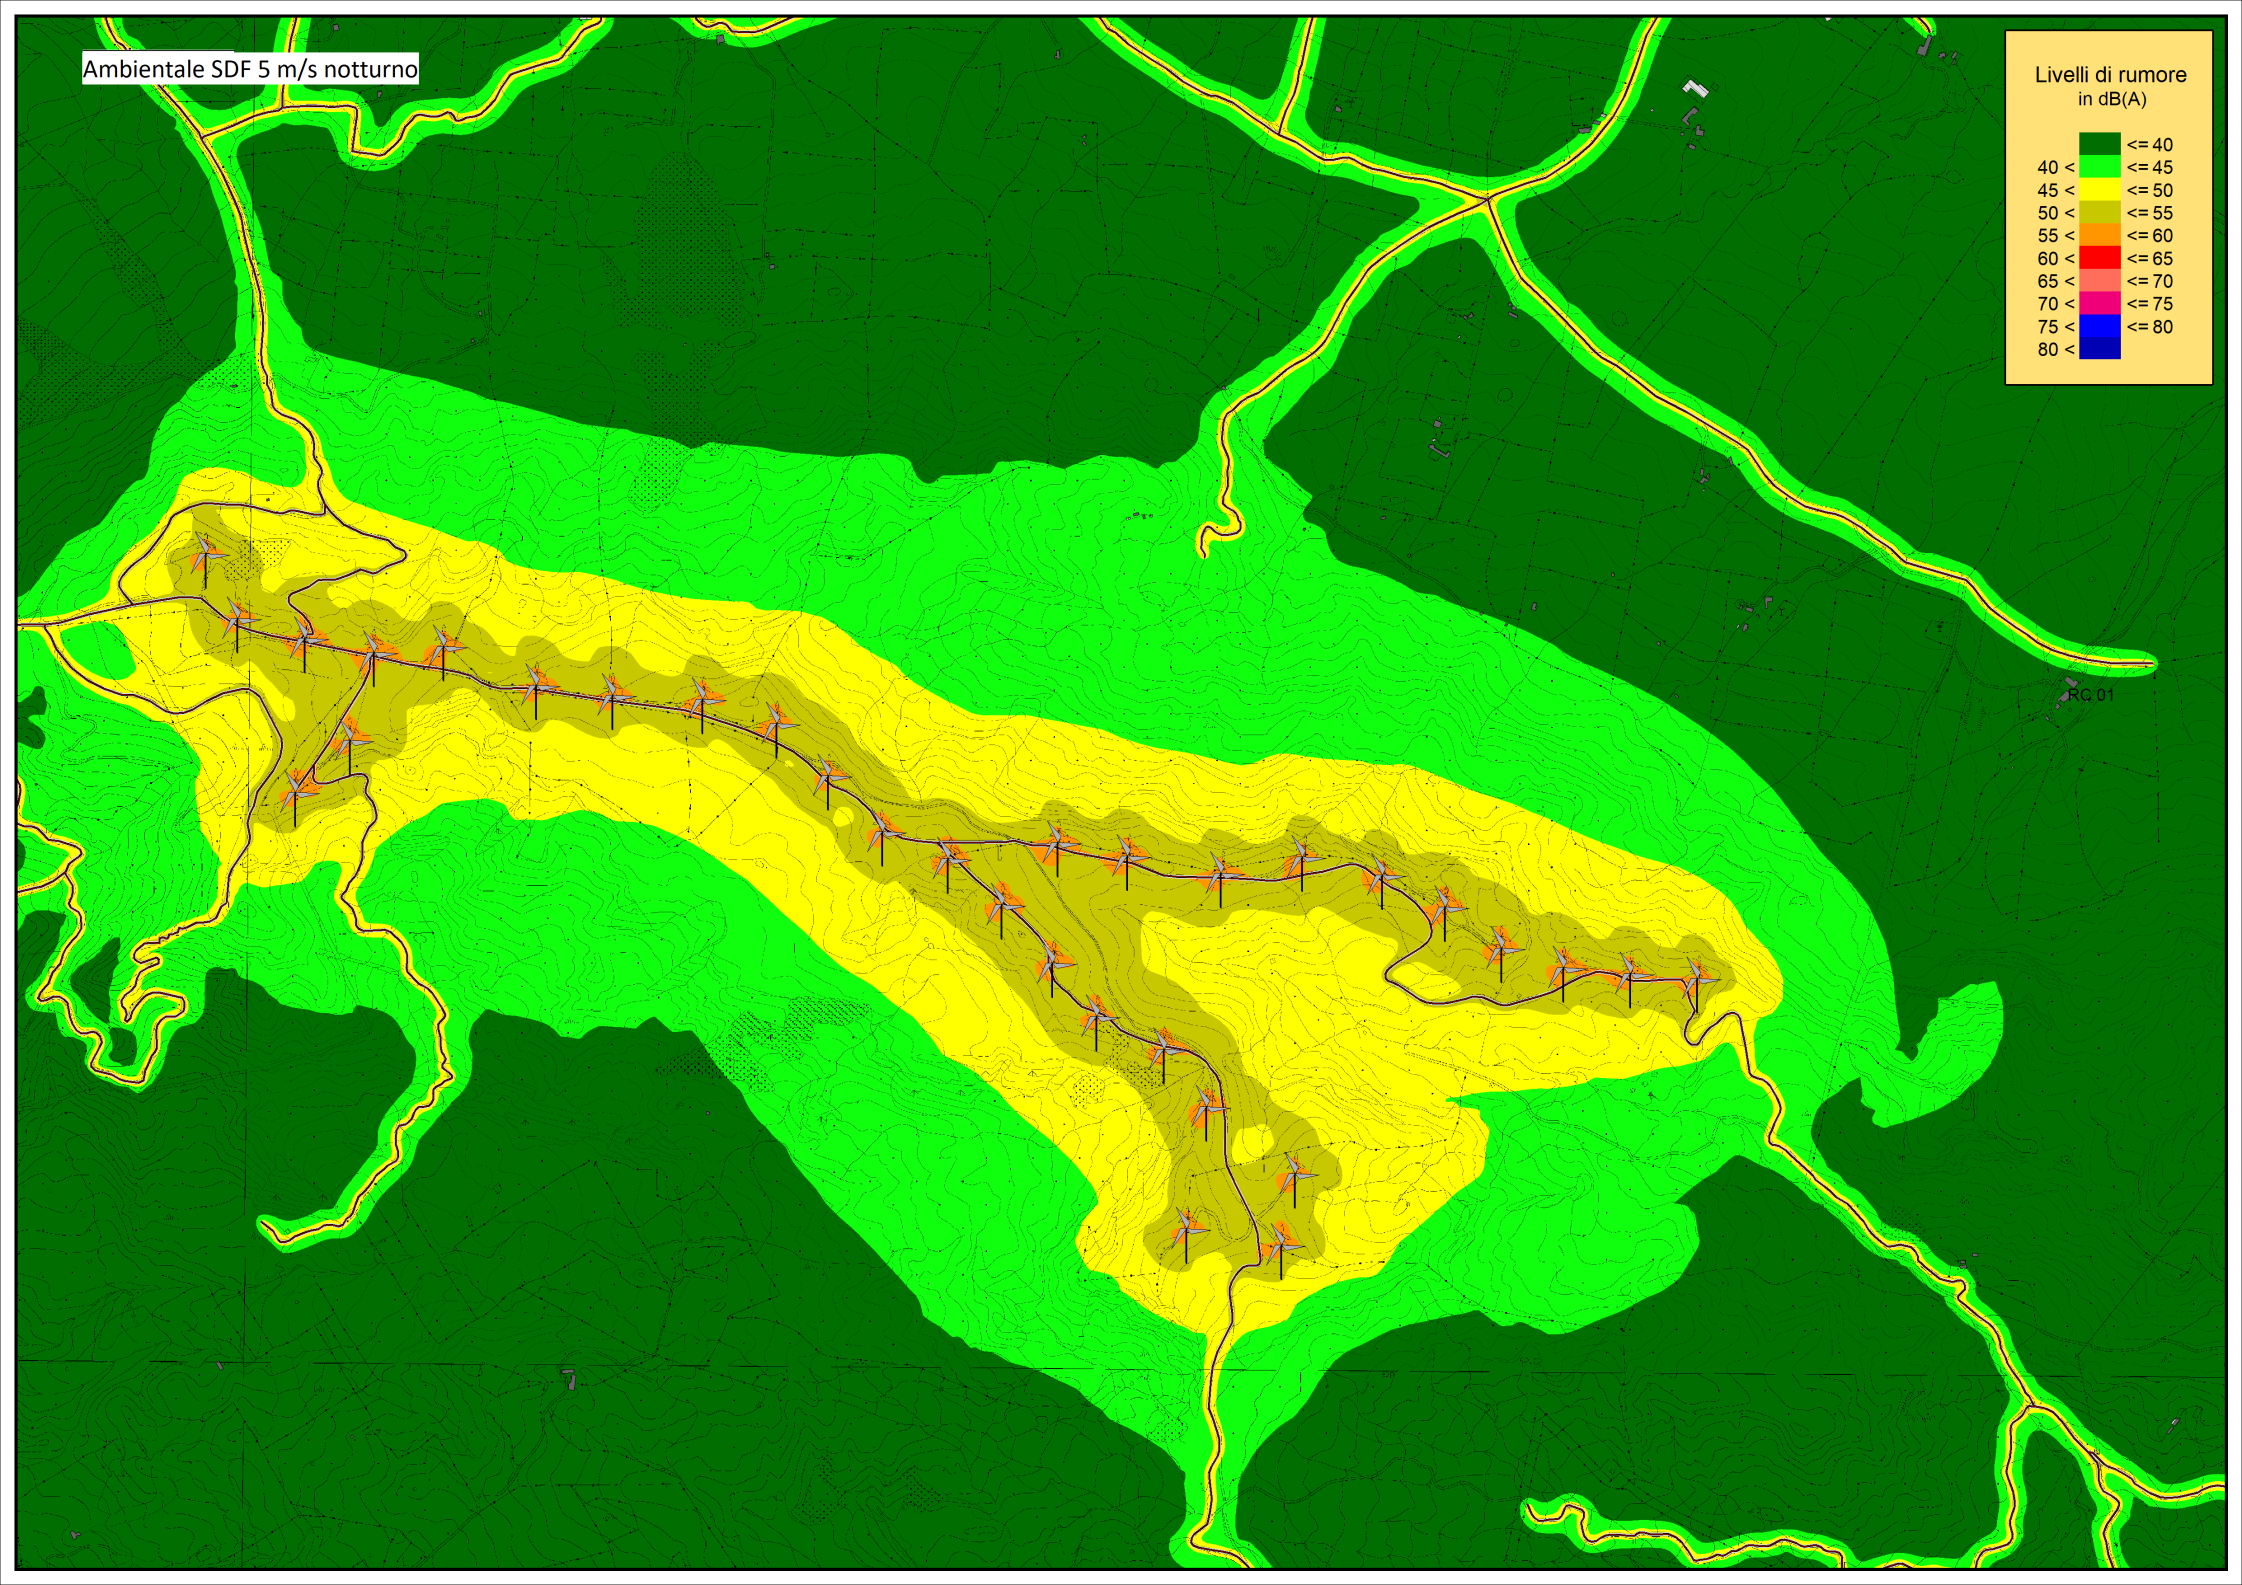 Ambientale SDF 5 m/s notturno
Livelli di rumore
in dB(A)
<= 40
40 < <= 45
45 < <= 50
50 < <= 55
55 < <= 60
60 < <= 65
65 < <= 70
70 < <= 75
75 < <= 80
80 <
RC 01